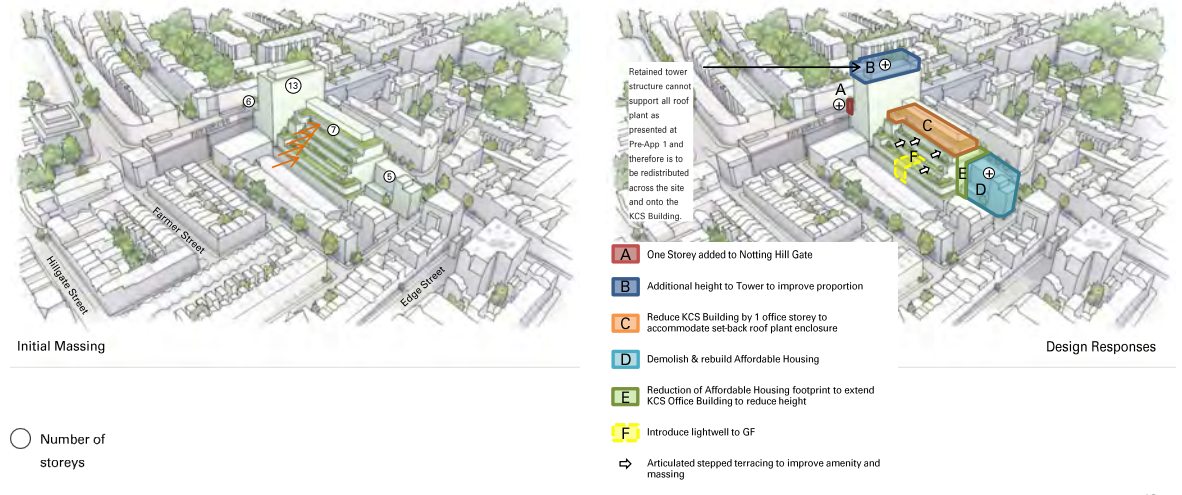 13
6
7
5
Farmer Street
Hillgate Street
Edge Street
Initial Massing
Number of
storeys
Retained tower
structure cannot
support all roof
plant as
presented at
Pre-App 1 and
therefore is to
be redistributed
across the site
and onto the
KCS Building.
B
A
C
F
E
D
A One Storey added to Notting Hill Gate
B Additional height to Tower to improve proportion
C Reduce KCS Building by 1 office storey to
accommodate set-back roof plant enclosure
D Demolish & rebuild Affordable Housing
E Reduction of Affordable Housing footprint to extend
KCS Office Building to reduce height
F Introduce lightwell to GF
Articulated stepped terracing to improve amenity and
massing
Design Responses